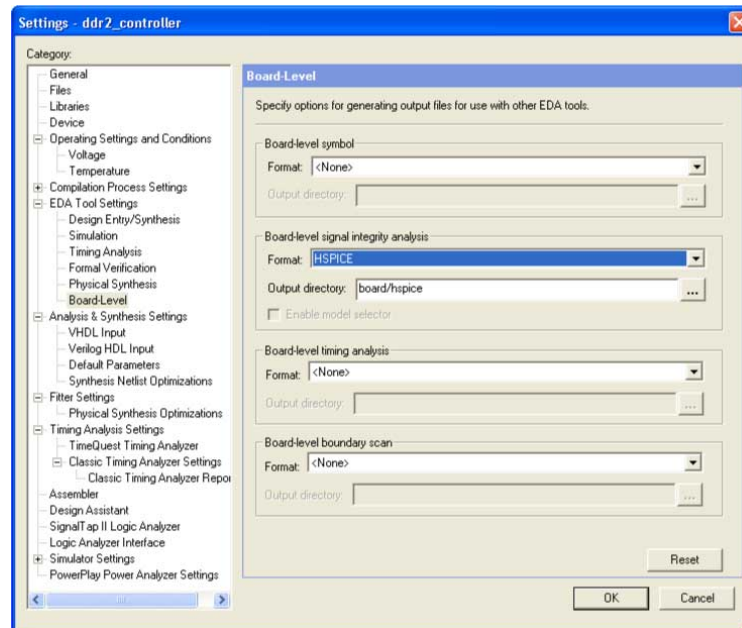 Settings - ddr2_controller
Category:
General
Files
Libraries
Device
Operating Settings and Conditions
Voltage
Temperature
Compilation Process Settings
EDA Tool Settings
Design Entry/Synthesis
Simulation
Timing Analysis
Formal Verification
Physical Synthesis
Board-Level
Analysis & Synthesis Settings
VHDL Input
Verilog HDL Input
Default Parameters
Synthesis Netlist Optimizations
Fitter Settings
Physical Synthesis Optimizations
Timing Analysis Settings
TimeQuest Timing Analyzer
Classic Timing Analyzer Settings
Classic Timing Analyzer Repor
Assembler
Design Assistant
SignalTap II Logic Analyzer
Logic Analyzer Interface
Simulator Settings
PowerPlay Power Analyzer Settings
Board-Level
Specify options for generating output files for use with other EDA tools.
Board-level symbol
Format: <None>
Output directory: ...
Board-level signal integrity analysis
Format: HSPICE
Output directory: board/hspice ...
Enable model selector
Board-level timing analysis
Format: <None>
Output directory: ...
Board-level boundary scan
Format: <None>
Output directory: ...
Reset
OK Cancel